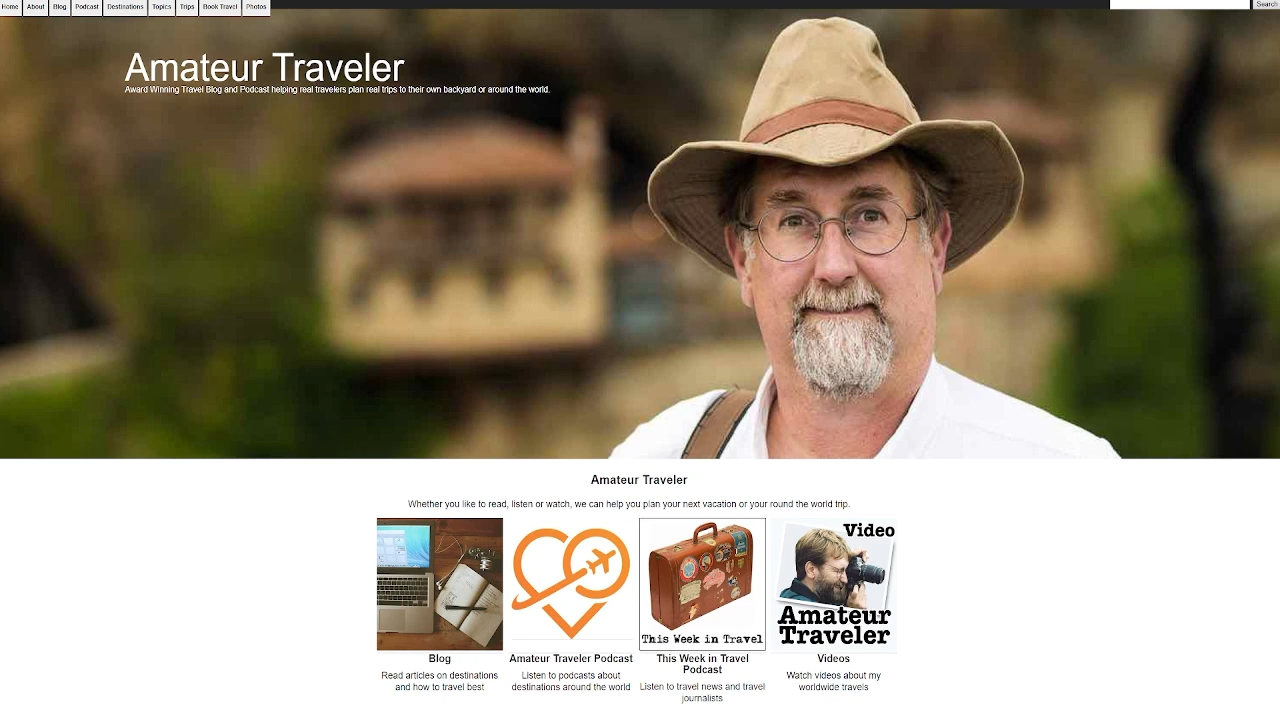 Home About Blog Podcast Destinations Topics Trips Book Travel Photos Search
Amateur Traveler
Award Winning Travel Blog and Podcast helping real travelers plan real trips to their own backyard or around the world.
Amateur Traveler
Whether you like to read, listen or watch, we can help you plan your next vacation or your round the world trip.
This Week in Travel
Video
Amateur
Traveler
Blog
Read articles on destinations
and how to travel best
Amateur Traveler Podcast
Listen to podcasts about
destinations around the world
This Week in Travel
Podcast
Listen to travel news and travel
journalists
Videos
Watch videos about my
worldwide travels